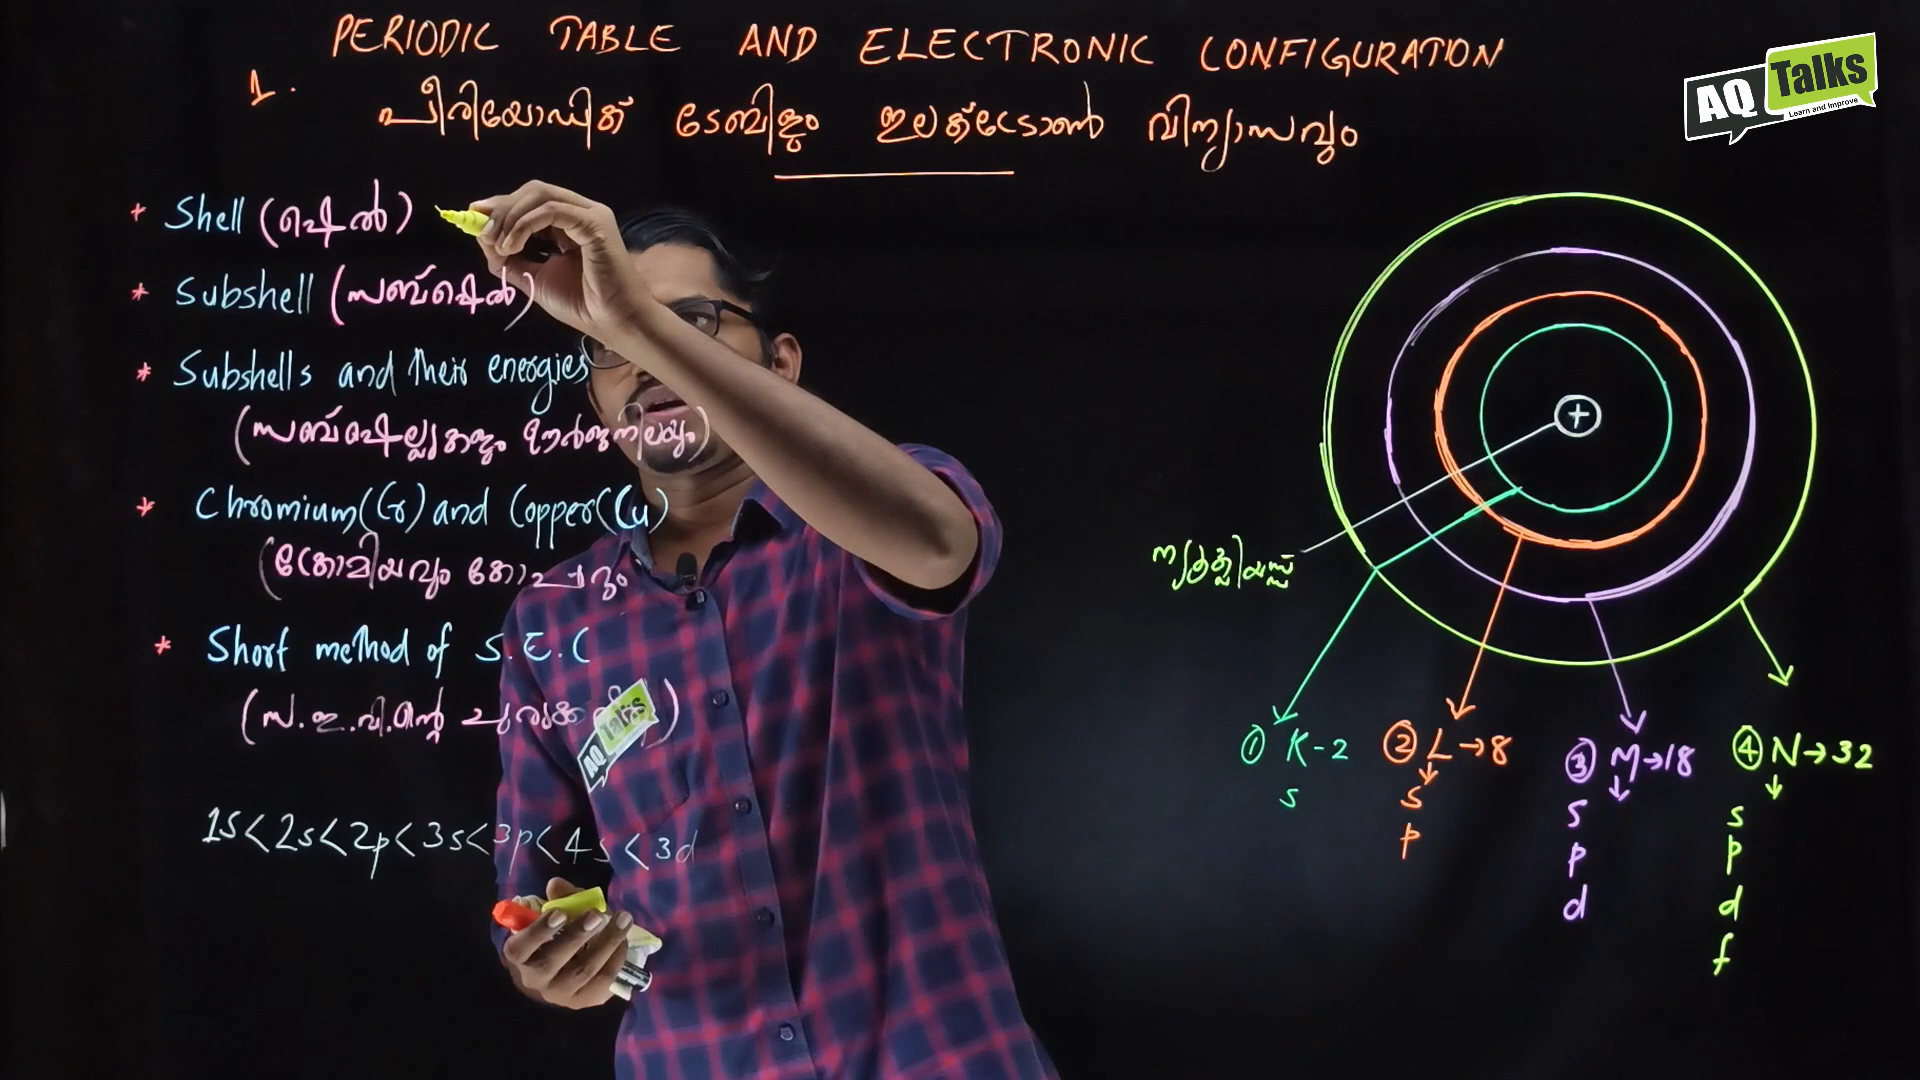 PERIODIC TABLE AND ELECTRONIC CONFIGURATION
1.
പീരിയോഡിക് ടേബിളും ഇലക്ട്രോൺ വിന്യാസവും
AQ Talks
Learn and Improve
* Shell (ഷെൽ)
* Subshell (സബ്ഷെൽ)
* Subshells and their energies
(സബ്ഷെല്ലുകളും ഊർജനിലയും)
* Chromium (Cr) and Copper (Cu)
(ക്രോമിയവും കോപ്പറും)
* Short method of S.E.C
(സ.ഇ.വി.ന്റെ
1s<2s<2p<3s<3p<4s<3d
AQ Talks
+
ന്യൂക്ലിയസ്സ്
① K-2
s
② L→8
s
p
③ M→18
s
p
d
④ N→32
s
p
d
f